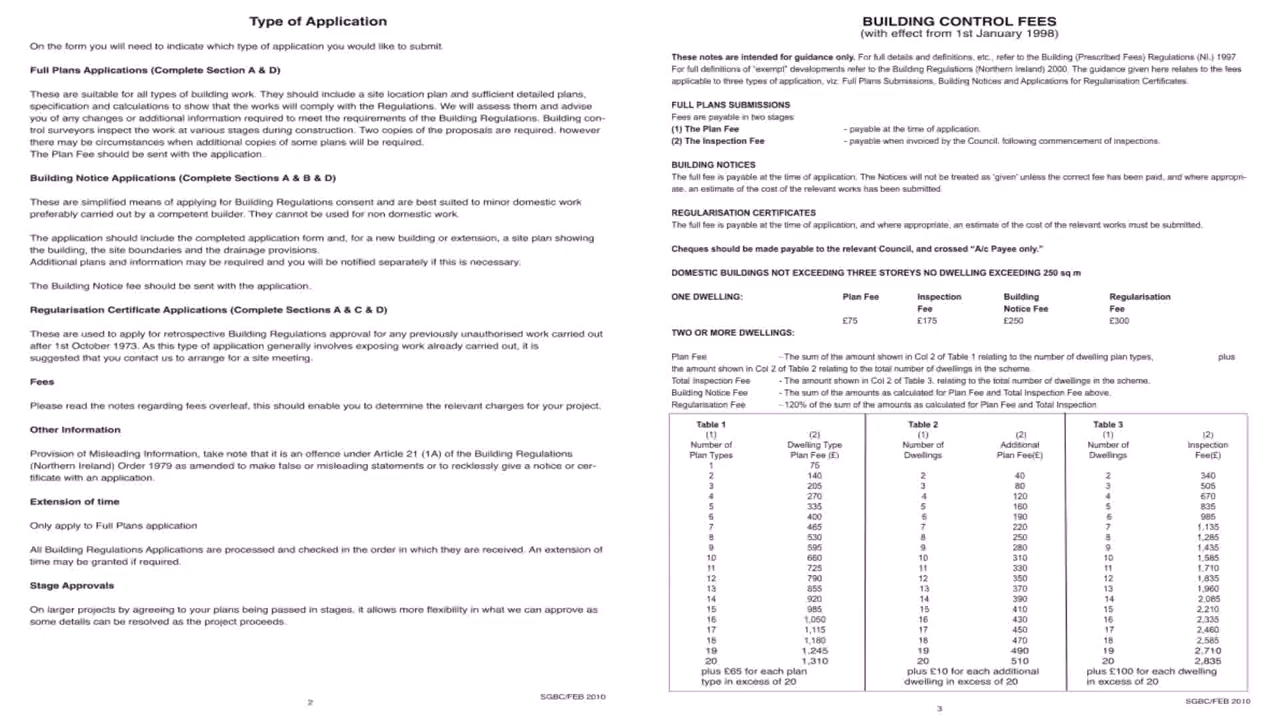 Type of Application
On the form you will need to indicate which type of application you would like to submit.
Full Plans Applications (Complete Section A & D)
These are suitable for all types of building work. They should include a site location plan and sufficient detailed plans,
specification and calculations to show that the works will comply with the Regulations. We will assess them and advise
you of any changes or additional information required to meet the requirements of the Building Regulations. Building con-
trol surveyors inspect the work at various stages during construction. Two copies of the proposals are required. however
there may be circumstances when additional copies of some plans will be required.
The Plan Fee should be sent with the application.
Building Notice Applications (Complete Sections A & B & D)
These are simplified means of applying for Building Regulations consent and are best suited to minor domestic work
preferably carried out by a competent builder. They cannot be used for non domestic work.
The application should include the completed application form and, for a new building or extension, a site plan showing
the building, the site boundaries and the drainage provisions.
Additional plans and information may be required and you will be notified separately if this is necessary.
The Building Notice fee should be sent with the application.
Regularisation Certificate Applications (Complete Sections A & C & D)
These are used to apply for retrospective Building Regulations approval for any previously unauthorised work carried out
after 1st October 1973. As this type of application generally involves exposing work already carried out, it is
suggested that you contact us to arrange for a site meeting.
Fees
Please read the notes regarding fees overleaf, this should enable you to determine the relevant charges for your project.
Other Information
Provision of Misleading Information, take note that it is an offence under Article 21 (1A) of the Building Regulations
(Northern Ireland) Order 1979 as amended to make false or misleading statements or to recklessly give a notice or cer-
tificate with an application.
Extension of time
Only apply to Full Plans application
All Building Regulations Applications are processed and checked in the order in which they are received. An extension of
time may be granted if required.
Stage Approvals
On larger projects by agreeing to your plans being passed in stages, it allows more flexibility in what we can approve as
some details can be resolved as the project proceeds.
SGBC/FEB 2010
2
BUILDING CONTROL FEES
(with effect from 1st January 1998)
These notes are intended for guidance only. For full details and definitions, etc., refer to the Building (Prescribed Fees) Regulations (NI.) 1997.
For full definitions of "exempt" developments refer to the Building Regulations (Northern Ireland) 2000. The guidance given here relates to the fees
applicable to three types of application, viz: Full Plans Submissions, Building Notices and Applications for Regularisation Certificates.
FULL PLANS SUBMISSIONS
Fees are payable in two stages:
(1) The Plan Fee - payable at the time of application.
(2) The Inspection Fee - payable when invoiced by the Council. following commencement of inspections.
BUILDING NOTICES
The full fee is payable at the time of application. The Notices will not be treated as 'given' unless the correct fee has been paid, and where appropri-
ate. an estimate of the cost of the relevant works has been submitted
REGULARISATION CERTIFICATES
The full fee is payable at the time of application, and where appropriate, an estimate of the cost of the relevant works must be submitted.
Cheques should be made payable to the relevant Council, and crossed "A/c Payee only."
DOMESTIC BUILDINGS NOT EXCEEDING THREE STOREYS NO DWELLING EXCEEDING 250 sq m
ONE DWELLING: Plan Fee Inspection Building Regularisation
Fee Notice Fee Fee
£75 £175 £250 £300
TWO OR MORE DWELLINGS:
Plan Fee - The sum of the amount shown in Col 2 of Table 1 relating to the number of dwelling plan types, plus
the amount shown in Col 2 of Table 2 relating to the total number of dwellings in the scheme.
Total Inspection Fee - The amount shown in Col 2 of Table 3. relating to the total number of dwellings in the scheme.
Building Notice Fee - The sum of the amounts as calculated for Plan Fee and Total Inspection Fee above.
Regularisation Fee - 120% of the sum of the amounts as calculated for Plan Fee and Total Inspection
Table 1 Table 2 Table 3
(1) (2) (1) (2) (1) (2)
Number of Dwelling Type Number of Additional Number of Inspection
Plan Types Plan Fee (£) Dwellings Plan Fee(£) Dwellings Fee(£)
1 75
2 140 2 40 2 340
3 205 3 80 3 505
4 270 4 120 4 670
5 335 5 160 5 835
6 400 6 190 6 985
7 465 7 220 7 1,135
8 530 8 250 8 1,285
9 595 9 280 9 1,435
10 660 10 310 10 1,585
11 725 11 330 11 1,710
12 790 12 350 12 1,835
13 855 13 370 13 1,960
14 920 14 390 14 2,085
15 985 15 410 15 2,210
16 1,050 16 430 16 2,335
17 1,115 17 450 17 2,460
18 1,180 18 470 18 2,585
19 1,245 19 490 19 2,710
20 1,310 20 510 20 2,835
plus £65 for each plan plus £10 for each additional plus £100 for each dwelling
type in excess of 20 dwelling in excess of 20 in excess of 20
SGBC/FEB 2010
3